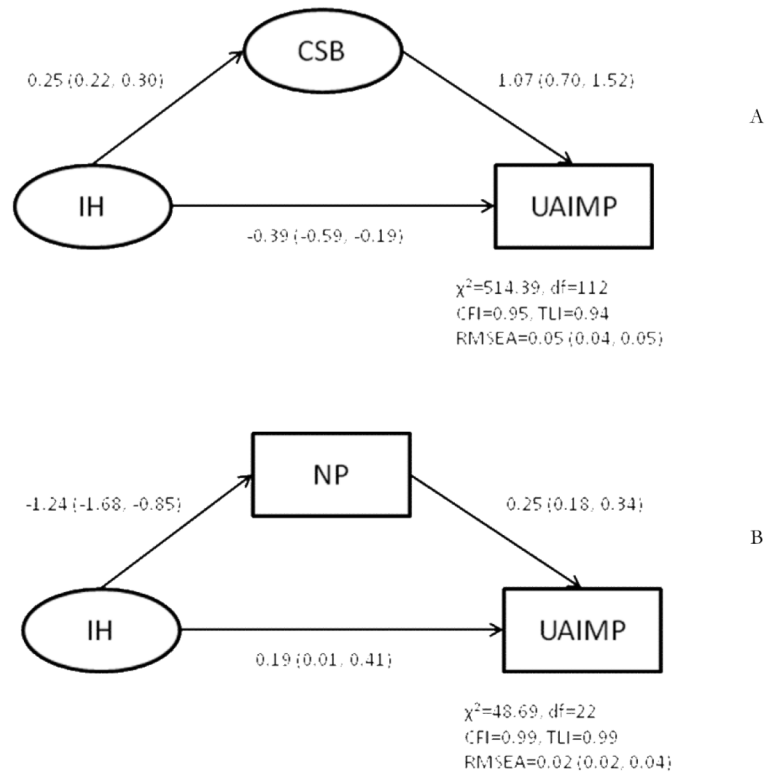 CSB
0.25 (0.22, 0.30)
1.07 (0.70, 1.52)
A
IH
UAIMP
-0.39 (-0.59, -0.19)
χ²=514.39, df=112
CFI=0.95, TLI=0.94
RMSEA=0.05 (0.04, 0.05)
NP
-1.24 (-1.68, -0.85)
0.25 (0.18, 0.34)
B
IH
UAIMP
0.19 (0.01, 0.41)
χ²=48.69, df=22
CFI=0.99, TLI=0.99
RMSEA=0.02 (0.02, 0.04)